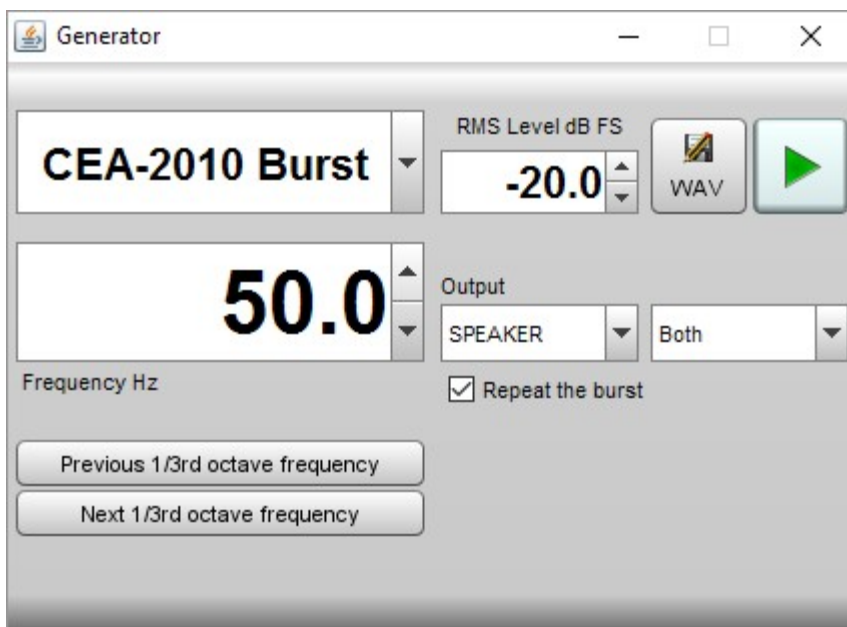 Generator
CEA-2010 Burst
RMS Level dB FS
-20.0
WAV
50.0
Frequency Hz
Output
SPEAKER
Both
Repeat the burst
Previous 1/3rd octave frequency
Next 1/3rd octave frequency